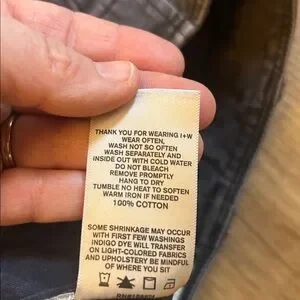 THANK YOU FOR WEARING I+W
WEAR OFTEN,
WASH NOT SO OFTEN
WASH SEPARATELY AND
INSIDE OUT WITH COLD WATER
DO NOT BLEACH
REMOVE PROMPTLY
HANG TO DRY
TUMBLE NO HEAT TO SOFTEN
WARM IRON IF NEEDED
100% COTTON
SOME SHRINKAGE MAY OCCUR
WITH FIRST FEW WASHINGS
INDIGO DYE WILL TRANSFER
ON LIGHT-COLORED FABRICS
AND UPHOLSTERY BE MINDFUL
OF WHERE YOU SIT